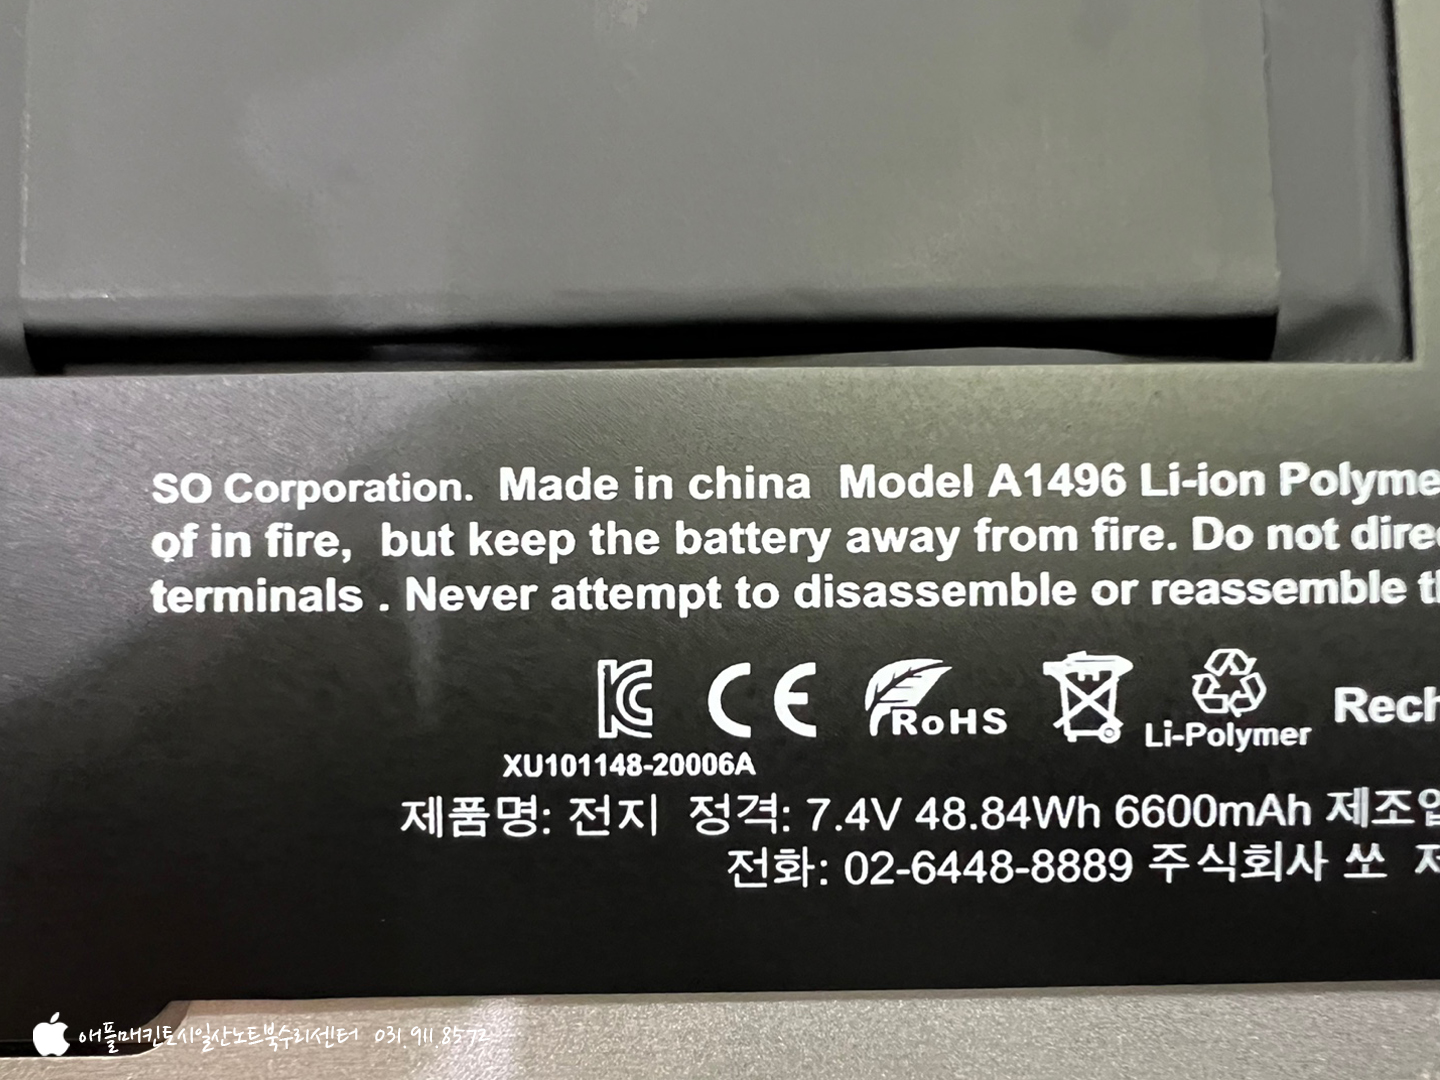 SO Corporation. Made in china Model A1496 Li-ion Polyme
of in fire, but keep the battery away from fire. Do not dire
terminals . Never attempt to disassemble or reassemble t
KC CE RoHS Li-Polymer Rech
XU101148-20006A
제품명: 전지 정격: 7.4V 48.84Wh 6600mAh 제조업
전화: 02-6448-8889 주식회사 쏘 제
애플매킨토시일산노트북수리센터 031.911.8572